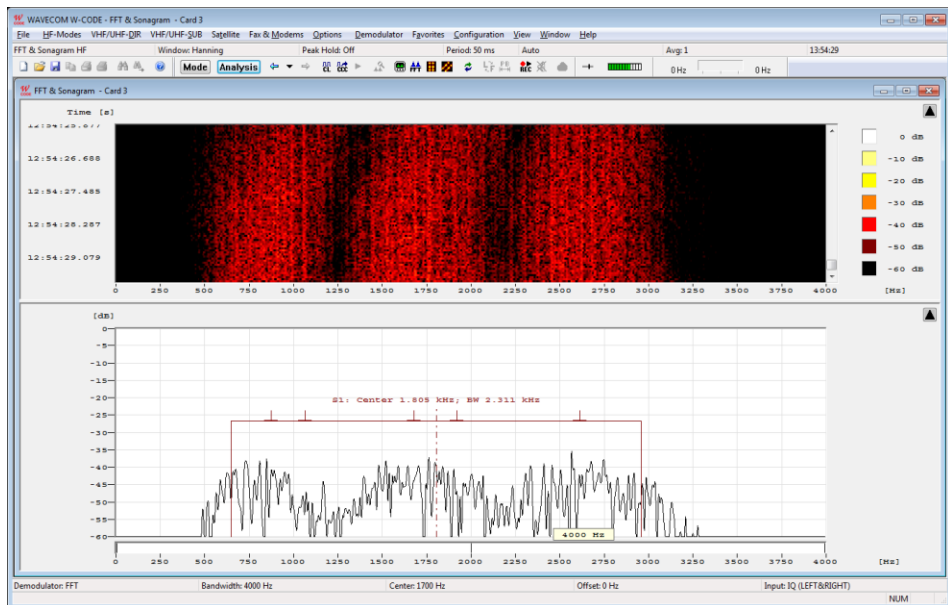 WAVECOM W-CODE - FFT & Sonagram - Card 3
File HF-Modes VHF/UHF-DIR VHF/UHF-SUB Satellite Fax & Modems Options Demodulator Favorites Configuration View Window Help
FFT & Sonagram HF Window: Hanning Peak Hold: Off Period: 50 ms Auto Avg: 1 13:54:29
Mode Analysis CL CCC REC 0 Hz 0 Hz
FFT & Sonagram - Card 3
Time [s]
12:54:26.688
12:54:27.485
12:54:28.287
12:54:29.079
0 dB
-10 dB
-20 dB
-30 dB
-40 dB
-50 dB
-60 dB
0 250 500 750 1000 1250 1500 1750 2000 2250 2500 2750 3000 3250 3500 3750 4000 [Hz]
[dB]
0
-5
-10
-15
-20
S1: Center 1.805 kHz; BW 2.311 kHz
-25
-30
-35
-40
-45
-50
-55
4000 Hz
-60
0 250 500 750 1000 1250 1500 1750 2000 2250 2500 2750 3000 3250 3500 3750 4000 [Hz]
Demodulator: FFT Bandwidth: 4000 Hz Center: 1700 Hz Offset: 0 Hz Input: IQ (LEFT&RIGHT)
NUM